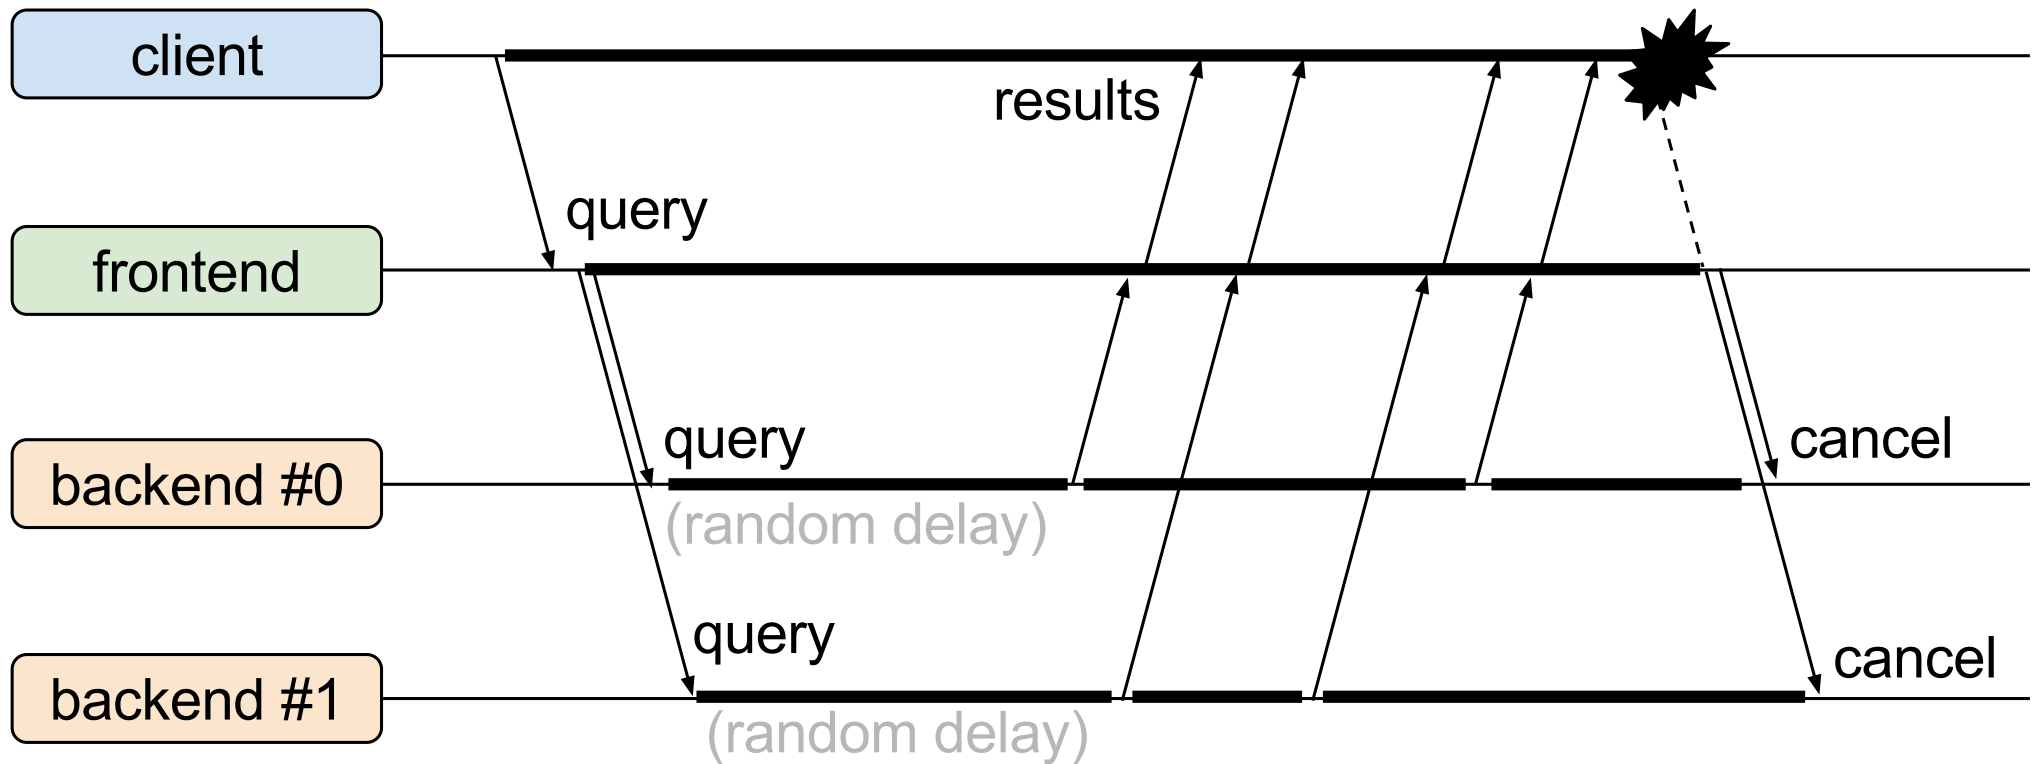 client
results
query
frontend
query
cancel
backend #0
(random delay)
query
cancel
backend #1
(random delay)